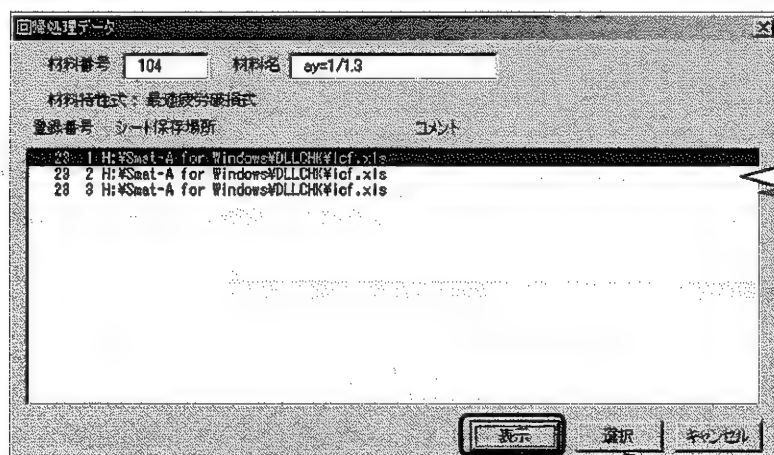 回帰処理データ
材料番号 104 材料名 ay=1/1.3
材料特性式：最適疲労破損式
登録番号 シート保存場所 コメント
23 1 H:¥Smat-A for Windows¥DLLCHK¥lcf.xls
23 2 H:¥Smat-A for Windows¥DLLCHK¥lcf.xls
23 3 H:¥Smat-A for Windows¥DLLCHK¥lcf.xls
表示 選択 キャンセル